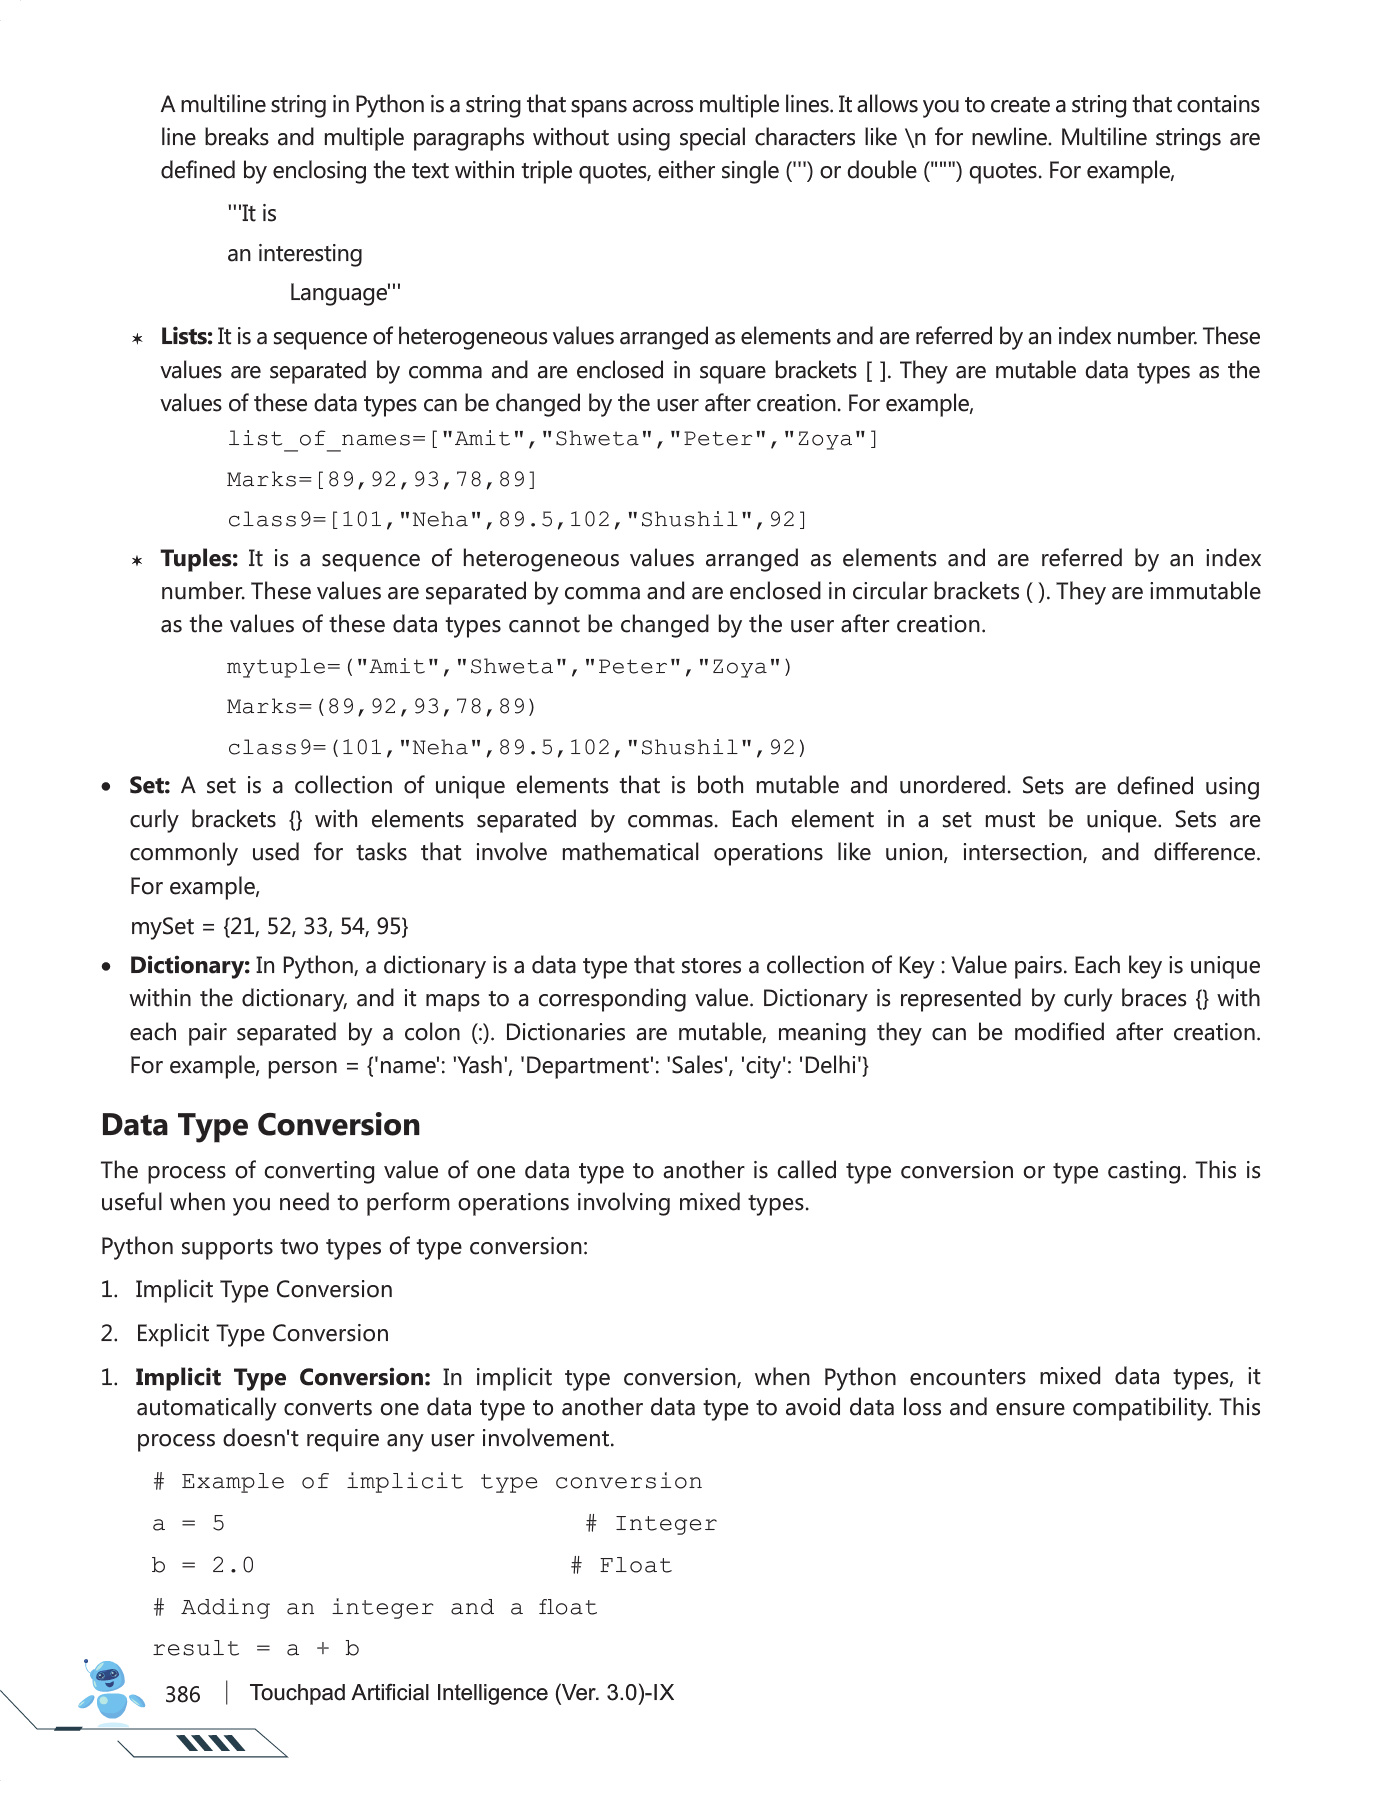 A multiline string in Python is a string that spans across multiple lines. It allows you to create a string that contains
line breaks and multiple paragraphs without using special characters like \n for newline. Multiline strings are
defined by enclosing the text within triple quotes, either single (''') or double (""") quotes. For example,
'''It is
an interesting
Language'''
✶ Lists: It is a sequence of heterogeneous values arranged as elements and are referred by an index number. These
values are separated by comma and are enclosed in square brackets [ ]. They are mutable data types as the
values of these data types can be changed by the user after creation. For example,
list_of_names=["Amit","Shweta","Peter","Zoya"]
Marks=[89,92,93,78,89]
class9=[101,"Neha",89.5,102,"Shushil",92]
✶ Tuples: It is a sequence of heterogeneous values arranged as elements and are referred by an index
number. These values are separated by comma and are enclosed in circular brackets ( ). They are immutable
as the values of these data types cannot be changed by the user after creation.
mytuple=("Amit","Shweta","Peter","Zoya")
Marks=(89,92,93,78,89)
class9=(101,"Neha",89.5,102,"Shushil",92)
• Set: A set is a collection of unique elements that is both mutable and unordered. Sets are defined using
curly brackets {} with elements separated by commas. Each element in a set must be unique. Sets are
commonly used for tasks that involve mathematical operations like union, intersection, and difference.
For example,
mySet = {21, 52, 33, 54, 95}
• Dictionary: In Python, a dictionary is a data type that stores a collection of Key : Value pairs. Each key is unique
within the dictionary, and it maps to a corresponding value. Dictionary is represented by curly braces {} with
each pair separated by a colon (:). Dictionaries are mutable, meaning they can be modified after creation.
For example, person = {'name': 'Yash', 'Department': 'Sales', 'city': 'Delhi'}
Data Type Conversion
The process of converting value of one data type to another is called type conversion or type casting. This is
useful when you need to perform operations involving mixed types.
Python supports two types of type conversion:
1. Implicit Type Conversion
2. Explicit Type Conversion
1. Implicit Type Conversion: In implicit type conversion, when Python encounters mixed data types, it
automatically converts one data type to another data type to avoid data loss and ensure compatibility. This
process doesn't require any user involvement.
# Example of implicit type conversion
a = 5 # Integer
b = 2.0 # Float
# Adding an integer and a float
result = a + b
386 | Touchpad Artificial Intelligence (Ver. 3.0)-IX